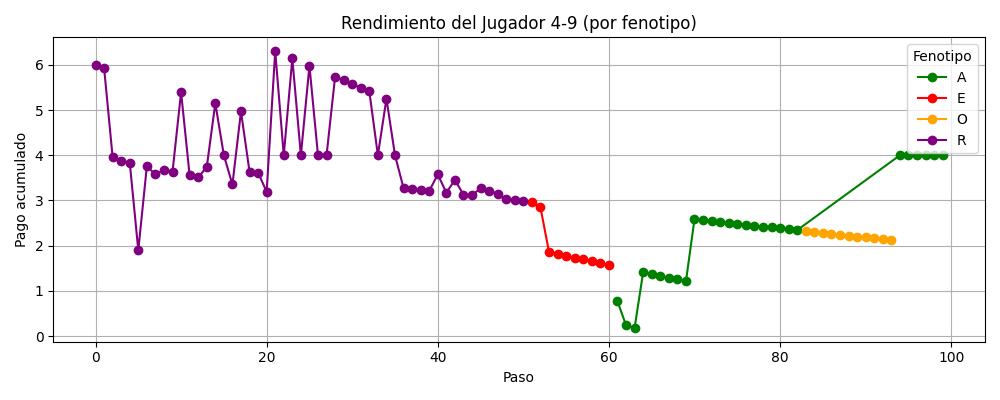 Rendimiento del Jugador 4-9 (por fenotipo)
Pago acumulado
6
5
4
3
2
1
0
0
20
40
60
80
100
Paso
Fenotipo
A
E
O
R